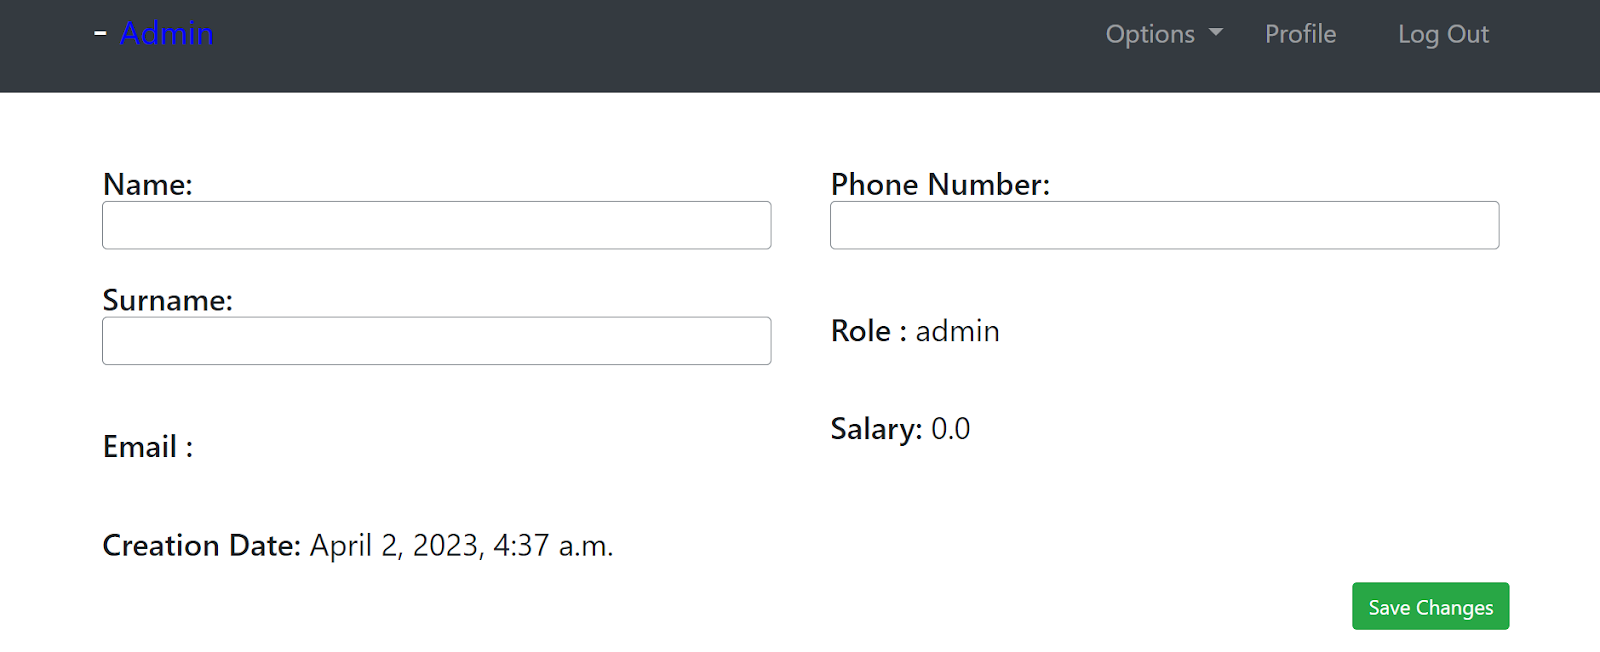 - Admin
Options
Profile
Log Out
Name:
Phone Number:
Surname:
Role : admin
Salary: 0.0
Email :
Creation Date: April 2, 2023, 4:37 a.m.
Save Changes